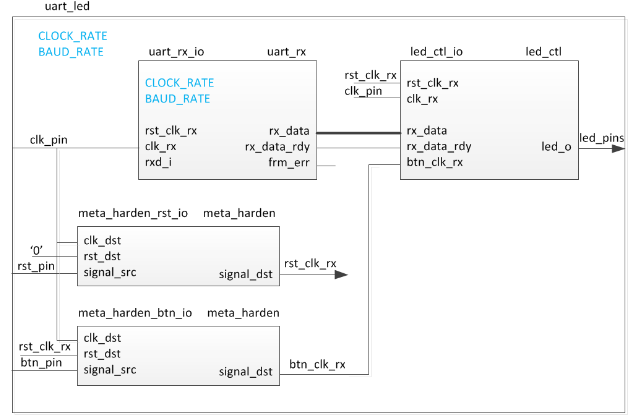 uart_led
CLOCK_RATE
BAUD_RATE
uart_rx_io uart_rx
CLOCK_RATE
BAUD_RATE
rst_clk_rx
clk_rx
rxd_i
rx_data
rx_data_rdy
frm_err
led_ctl_io led_ctl
rst_clk_rx
clk_pin
rst_clk_rx
clk_rx
rx_data
rx_data_rdy
btn_clk_rx
led_o
led_pins
clk_pin
meta_harden_rst_io meta_harden
'0'
rst_pin
clk_dst
rst_dst
signal_src
signal_dst
rst_clk_rx
meta_harden_btn_io meta_harden
rst_clk_rx
btn_pin
clk_dst
rst_dst
signal_src
signal_dst
btn_clk_rx